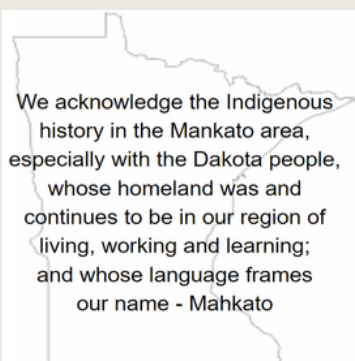 We acknowledge the Indigenous
history in the Mankato area,
especially with the Dakota people,
whose homeland was and
continues to be in our region of
living, working and learning;
and whose language frames
our name - Mahkato